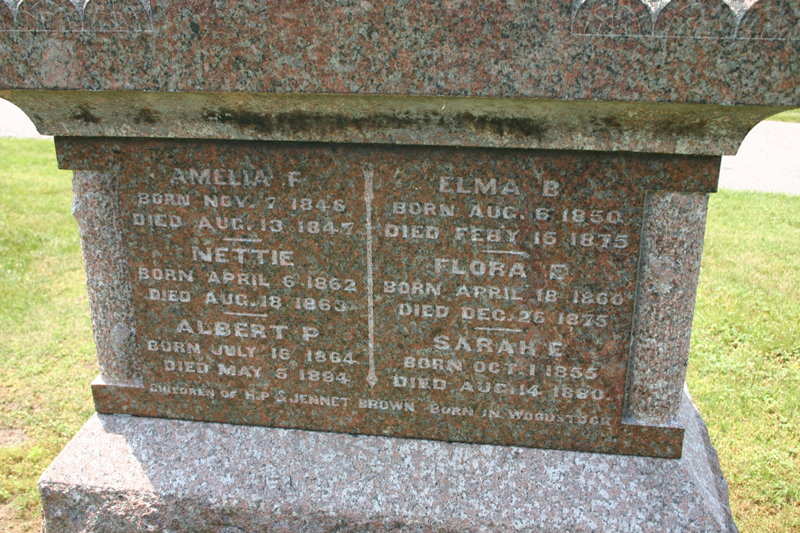 AMELIA F.
BORN NOV. 7 1846
DIED AUG. 13 1847
NETTIE
BORN APRIL 6 1862
DIED AUG. 18 1863
ALBERT P.
BORN JULY 16 1864
DIED MAY 5 1894
ELMA B.
BORN AUG. 6 1850
DIED FEBY 15 1875
FLORA E.
BORN APRIL 18 1860
DIED DEC. 26 1875
SARAH E.
BORN OCT. 1 1855
DIED AUG. 14 1880.
CHILDREN OF H.P & JENNET BROWN BORN IN WOODSTOCK